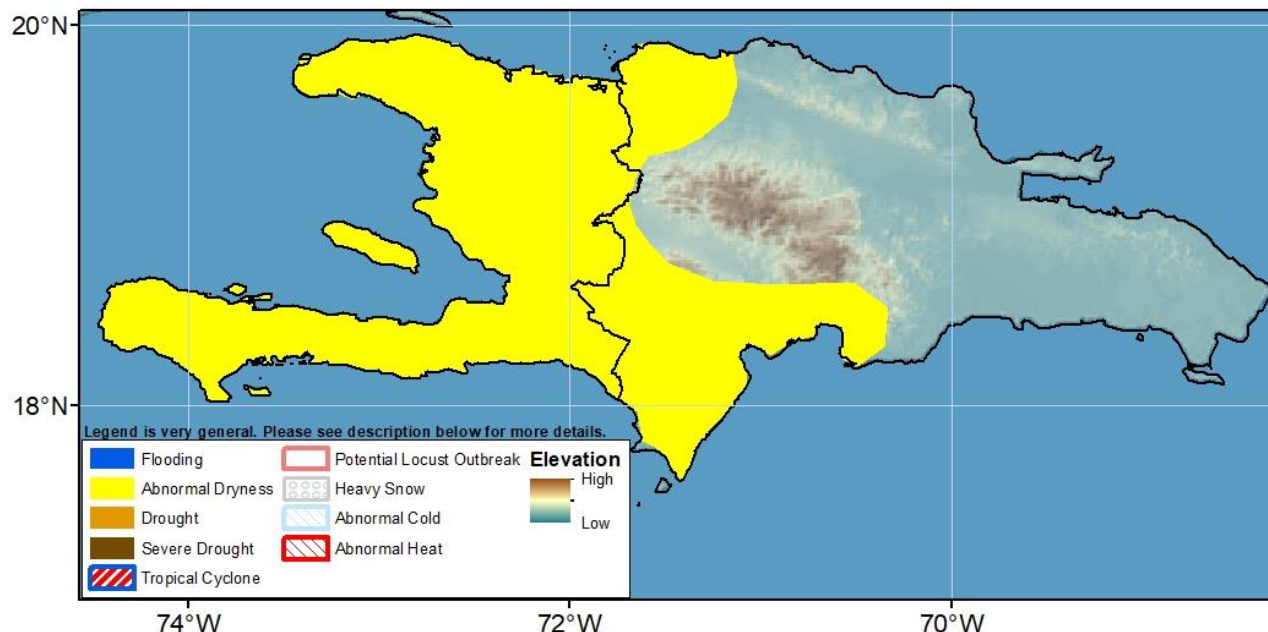 20°N
18°N
Legend is very general. Please see description below for more details.
Flooding
Abnormal Dryness
Drought
Severe Drought
Tropical Cyclone
Potential Locust Outbreak
Heavy Snow
Abnormal Cold
Abnormal Heat
Elevation
High
Low
74°W
72°W
70°W